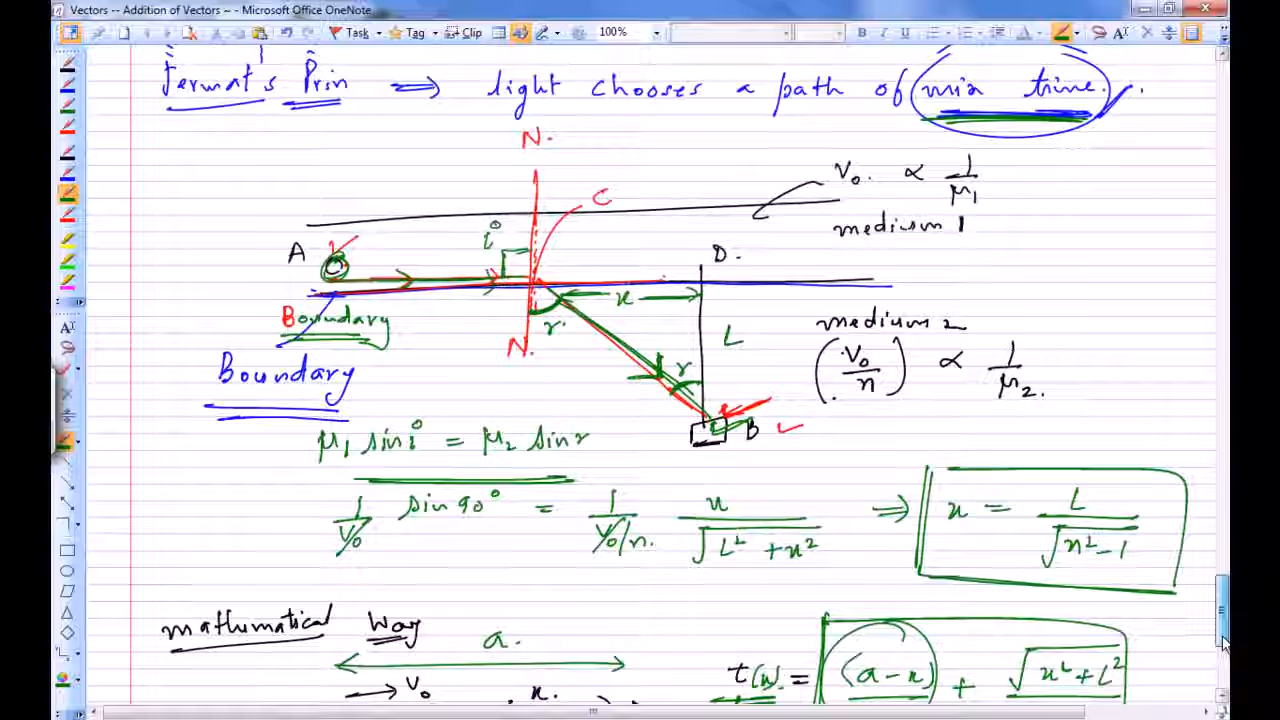 Vectors -- Addition of Vectors ~ - Microsoft Office OneNote
Task Tag Clip 100% B I U
Fermat's Prin ⟹ light chooses a path of min time.
N.
V₀ ∝ 1/μ₁
C
medium 1
i°
A
D.
x
Boundary
r.
L
medium 2
N.
(V₀/n) ∝ 1/μ₂
r
Boundary
B
μ₁ sin i° = μ₂ sin r
1/V₀ sin 90° = 1/V₀/n. x/√L² + x² ⟹ x = L/√n² - 1
mathematical Way
a.
t(x) = (a - x) + √x² + L²
→ V₀ x.